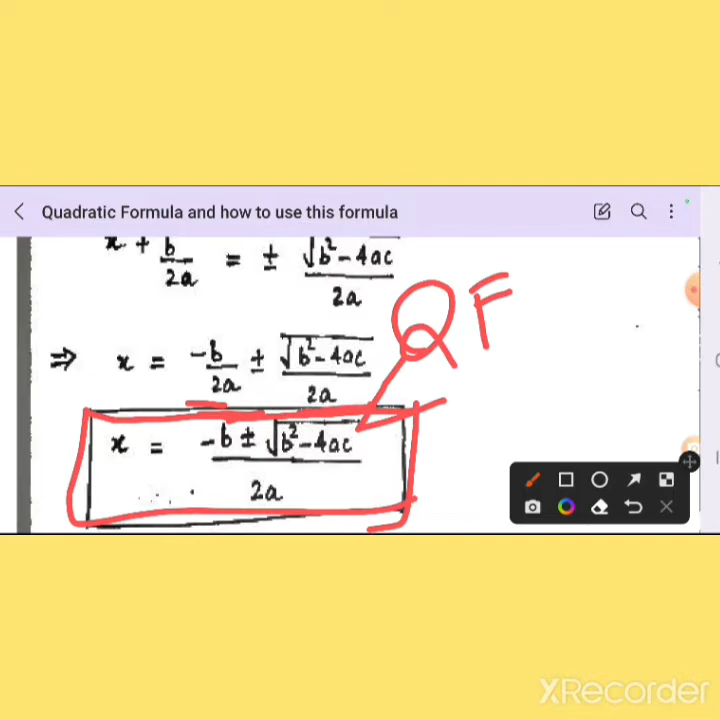 Quadratic Formula and how to use this formula
x + b/2a = ± √b²-4ac/2a
⇒ x = -b/2a ± √b²-4ac/2a
QF
x = -b ± √b²-4ac/2a
XRecorder